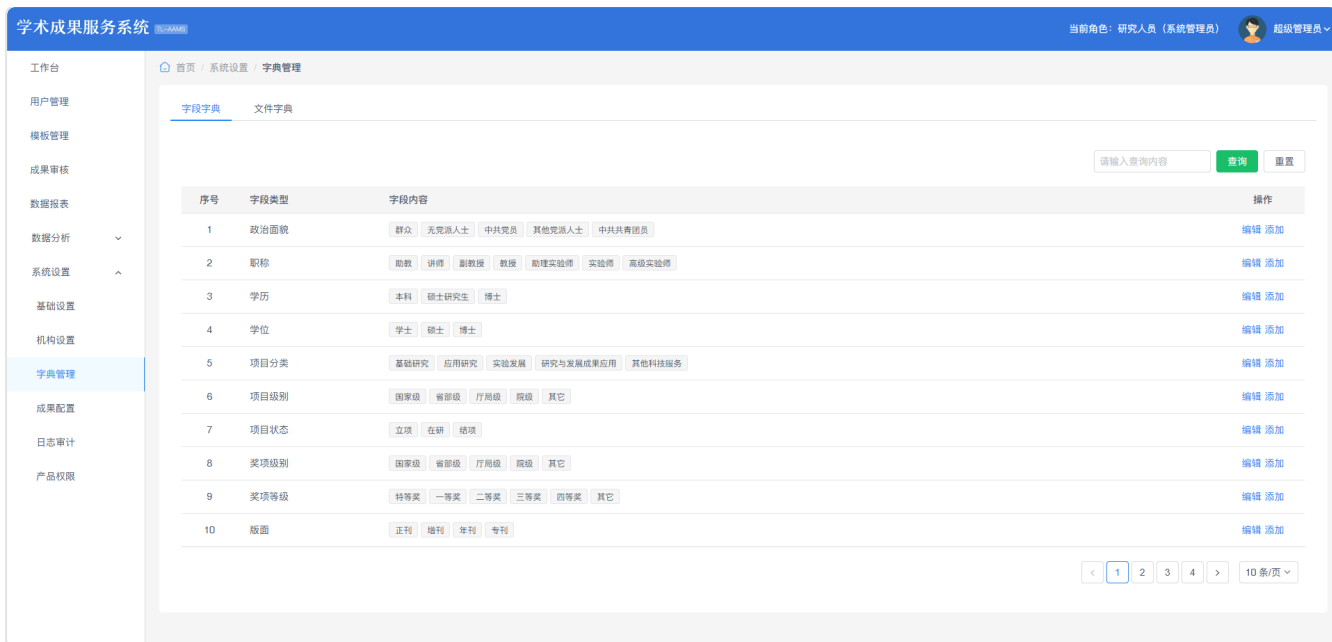 学术成果服务系统 TL-AAMS 当前角色：研究人员（系统管理员） 超级管理员
工作台
用户管理
模板管理
成果审核
数据报表
数据分析
系统设置
基础设置
机构设置
字典管理
成果配置
日志审计
产品权限
首页 / 系统设置 / 字典管理
字段字典 文件字典
请输入查询内容 查询 重置
序号 字段类型 字段内容 操作
1 政治面貌 群众 无党派人士 中共党员 其他党派人士 中共共青团员 编辑 添加
2 职称 助教 讲师 副教授 教授 助理实验师 实验师 高级实验师 编辑 添加
3 学历 本科 硕士研究生 博士 编辑 添加
4 学位 学士 硕士 博士 编辑 添加
5 项目分类 基础研究 应用研究 实验发展 研究与发展成果应用 其他科技服务 编辑 添加
6 项目级别 国家级 省部级 厅局级 院级 其它 编辑 添加
7 项目状态 立项 在研 结项 编辑 添加
8 奖项级别 国家级 省部级 厅局级 院级 其它 编辑 添加
9 奖项等级 特等奖 一等奖 二等奖 三等奖 四等奖 其它 编辑 添加
10 版面 正刊 增刊 年刊 专刊 编辑 添加
1 2 3 4 10 条/页